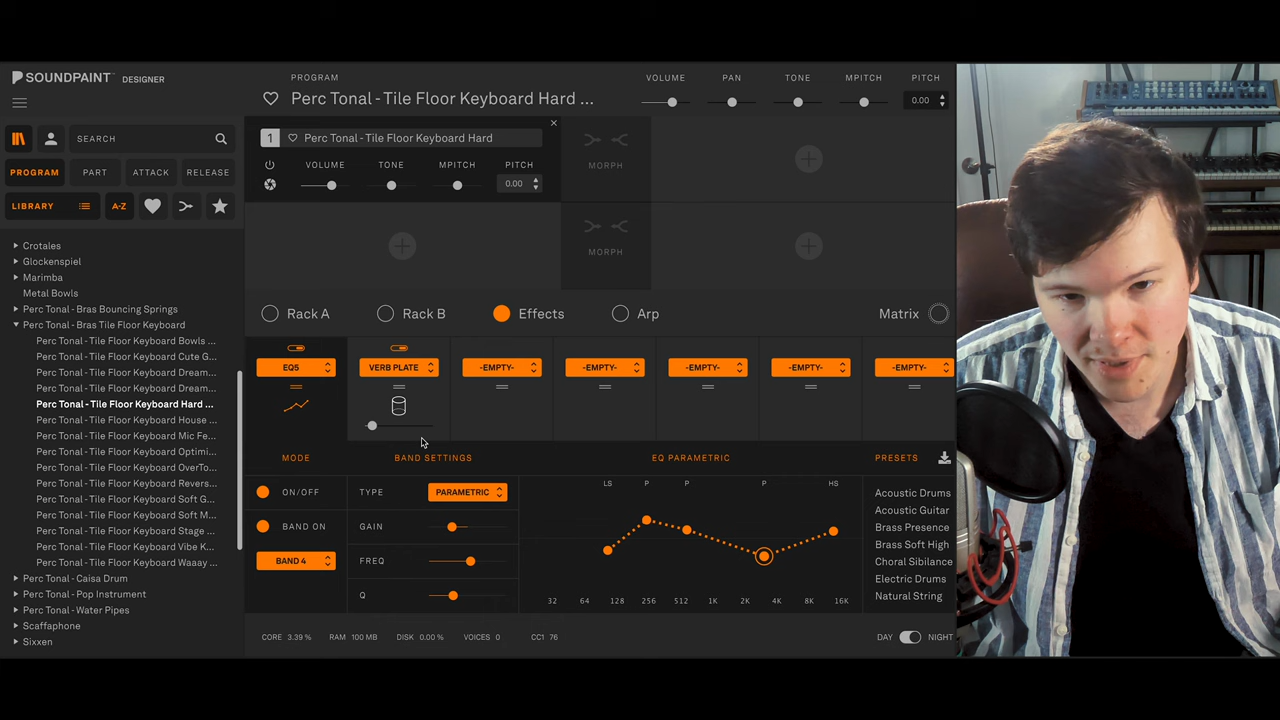 SOUNDPAINT™ DESIGNER
PROGRAM
VOLUME PAN TONE MPITCH PITCH
Perc Tonal - Tile Floor Keyboard Hard ...
0.00
SEARCH
1 Perc Tonal - Tile Floor Keyboard Hard
MORPH
PROGRAM PART ATTACK RELEASE
VOLUME TONE MPITCH PITCH
0.00
LIBRARY A-Z
MORPH
Crotales
Glockenspiel
Marimba
Metal Bowls
Perc Tonal - Bras Bouncing Springs
Perc Tonal - Bras Tile Floor Keyboard
Perc Tonal - Tile Floor Keyboard Bowls ...
Perc Tonal - Tile Floor Keyboard Cute G...
Perc Tonal - Tile Floor Keyboard Dream...
Perc Tonal - Tile Floor Keyboard Dream...
Perc Tonal - Tile Floor Keyboard Hard ...
Perc Tonal - Tile Floor Keyboard House ...
Perc Tonal - Tile Floor Keyboard Mic Fe...
Perc Tonal - Tile Floor Keyboard Optimi...
Perc Tonal - Tile Floor Keyboard OverTo...
Perc Tonal - Tile Floor Keyboard Revers...
Perc Tonal - Tile Floor Keyboard Soft G...
Perc Tonal - Tile Floor Keyboard Soft M...
Perc Tonal - Tile Floor Keyboard Stage ...
Perc Tonal - Tile Floor Keyboard Vibe K...
Perc Tonal - Tile Floor Keyboard Waaay ...
Perc Tonal - Caisa Drum
Perc Tonal - Pop Instrument
Perc Tonal - Water Pipes
Scaffaphone
Sixxen
Rack A Rack B Effects Arp Matrix
EQ5 VERB PLATE -EMPTY- -EMPTY- -EMPTY- -EMPTY- -EMPTY-
MODE BAND SETTINGS EQ PARAMETRIC PRESETS
ON/OFF TYPE PARAMETRIC
BAND ON GAIN
BAND 4 FREQ
Q
LS P P P HS
32 64 128 256 512 1K 2K 4K 8K 16K
Acoustic Drums
Acoustic Guitar
Brass Presence
Brass Soft High
Choral Sibilance
Electric Drums
Natural String
CORE 3.39 % RAM 100 MB DISK 0.00 % VOICES 0 CC1 76
DAY NIGHT